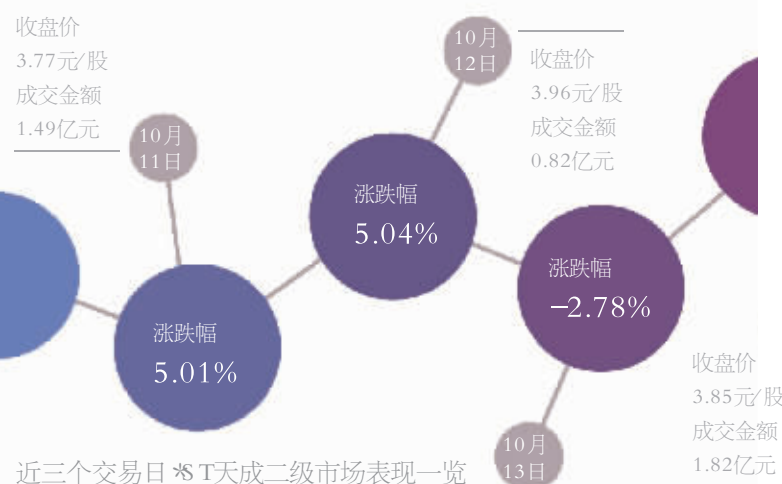 收盘价
3.77元/股
成交金额
1.49亿元
10月
11日
涨跌幅
5.01%
10月
12日
收盘价
3.96元/股
成交金额
0.82亿元
涨跌幅
5.04%
涨跌幅
-2.78%
10月
13日
收盘价
3.85元/股
成交金额
1.82亿元
近三个交易日*ST天成二级市场表现一览